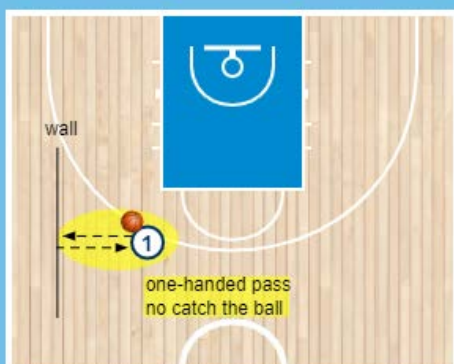 wall
1
one-handed pass
no catch the ball